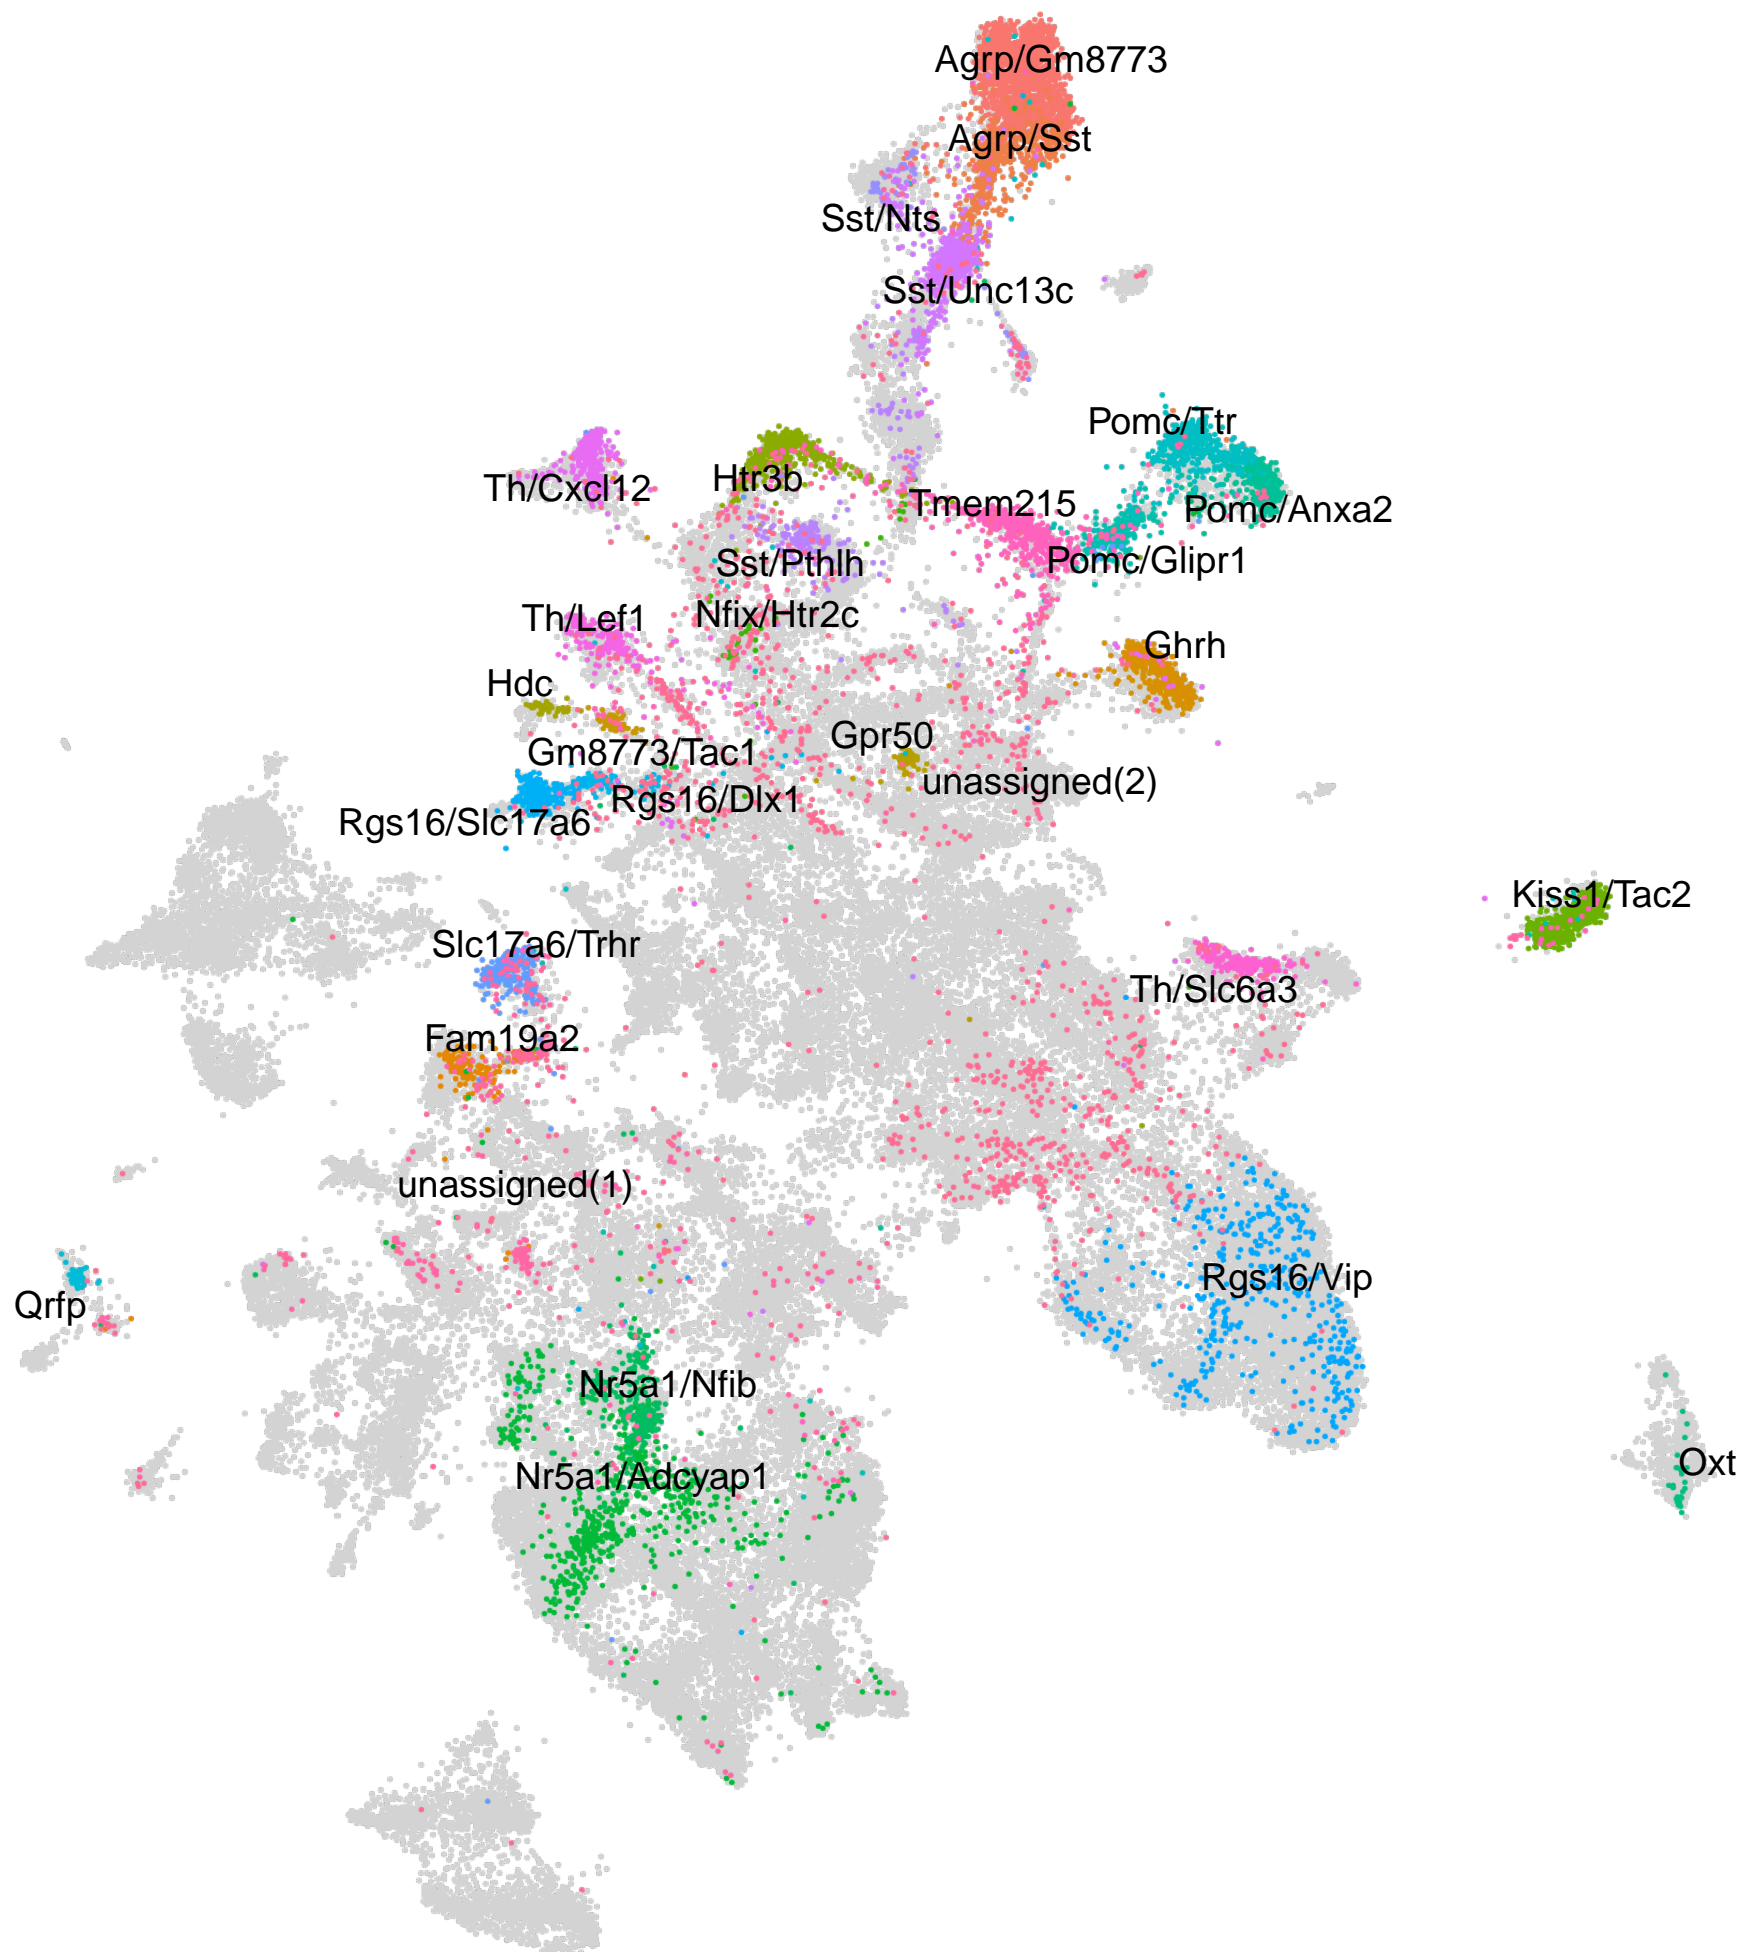 Agrp/Gm8773
Agrp/Sst
Sst/Nts
Sst/Unc13c
Pomc/Ttr
Th/Cxcl12
Htr3b
Tmem215
Pomc/Anxa2
Sst/Pthlh
Pomc/Glipr1
Th/Lef1
Nfix/Htr2c
Ghrh
Hdc
Gpr50
Gm8773/Tac1
unassigned(2)
Rgs16/Dlx1
Rgs16/Slc17a6
Kiss1/Tac2
Slc17a6/Trhr
Th/Slc6a3
Fam19a2
unassigned(1)
Rgs16/Vip
Qrfp
Nr5a1/Nfib
Oxt
Nr5a1/Adcyap1